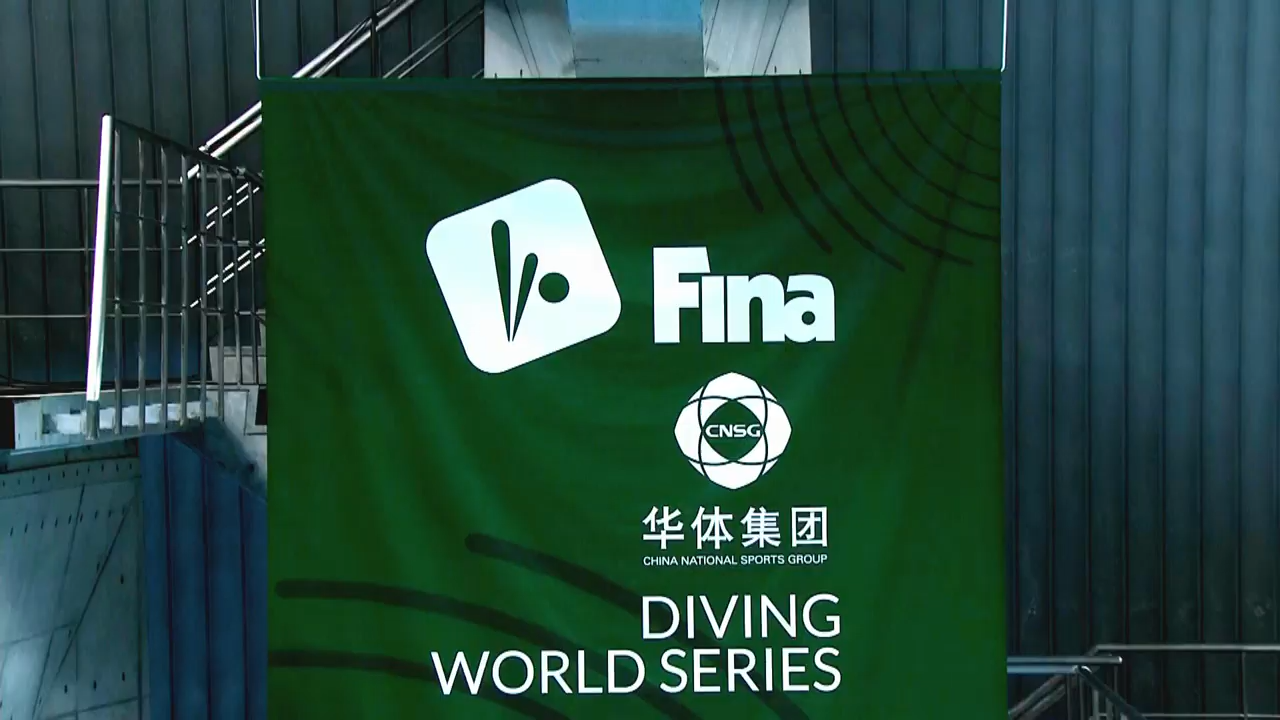 Fina
CNSG
华体集团
CHINA NATIONAL SPORTS GROUP
DIVING
WORLD SERIES